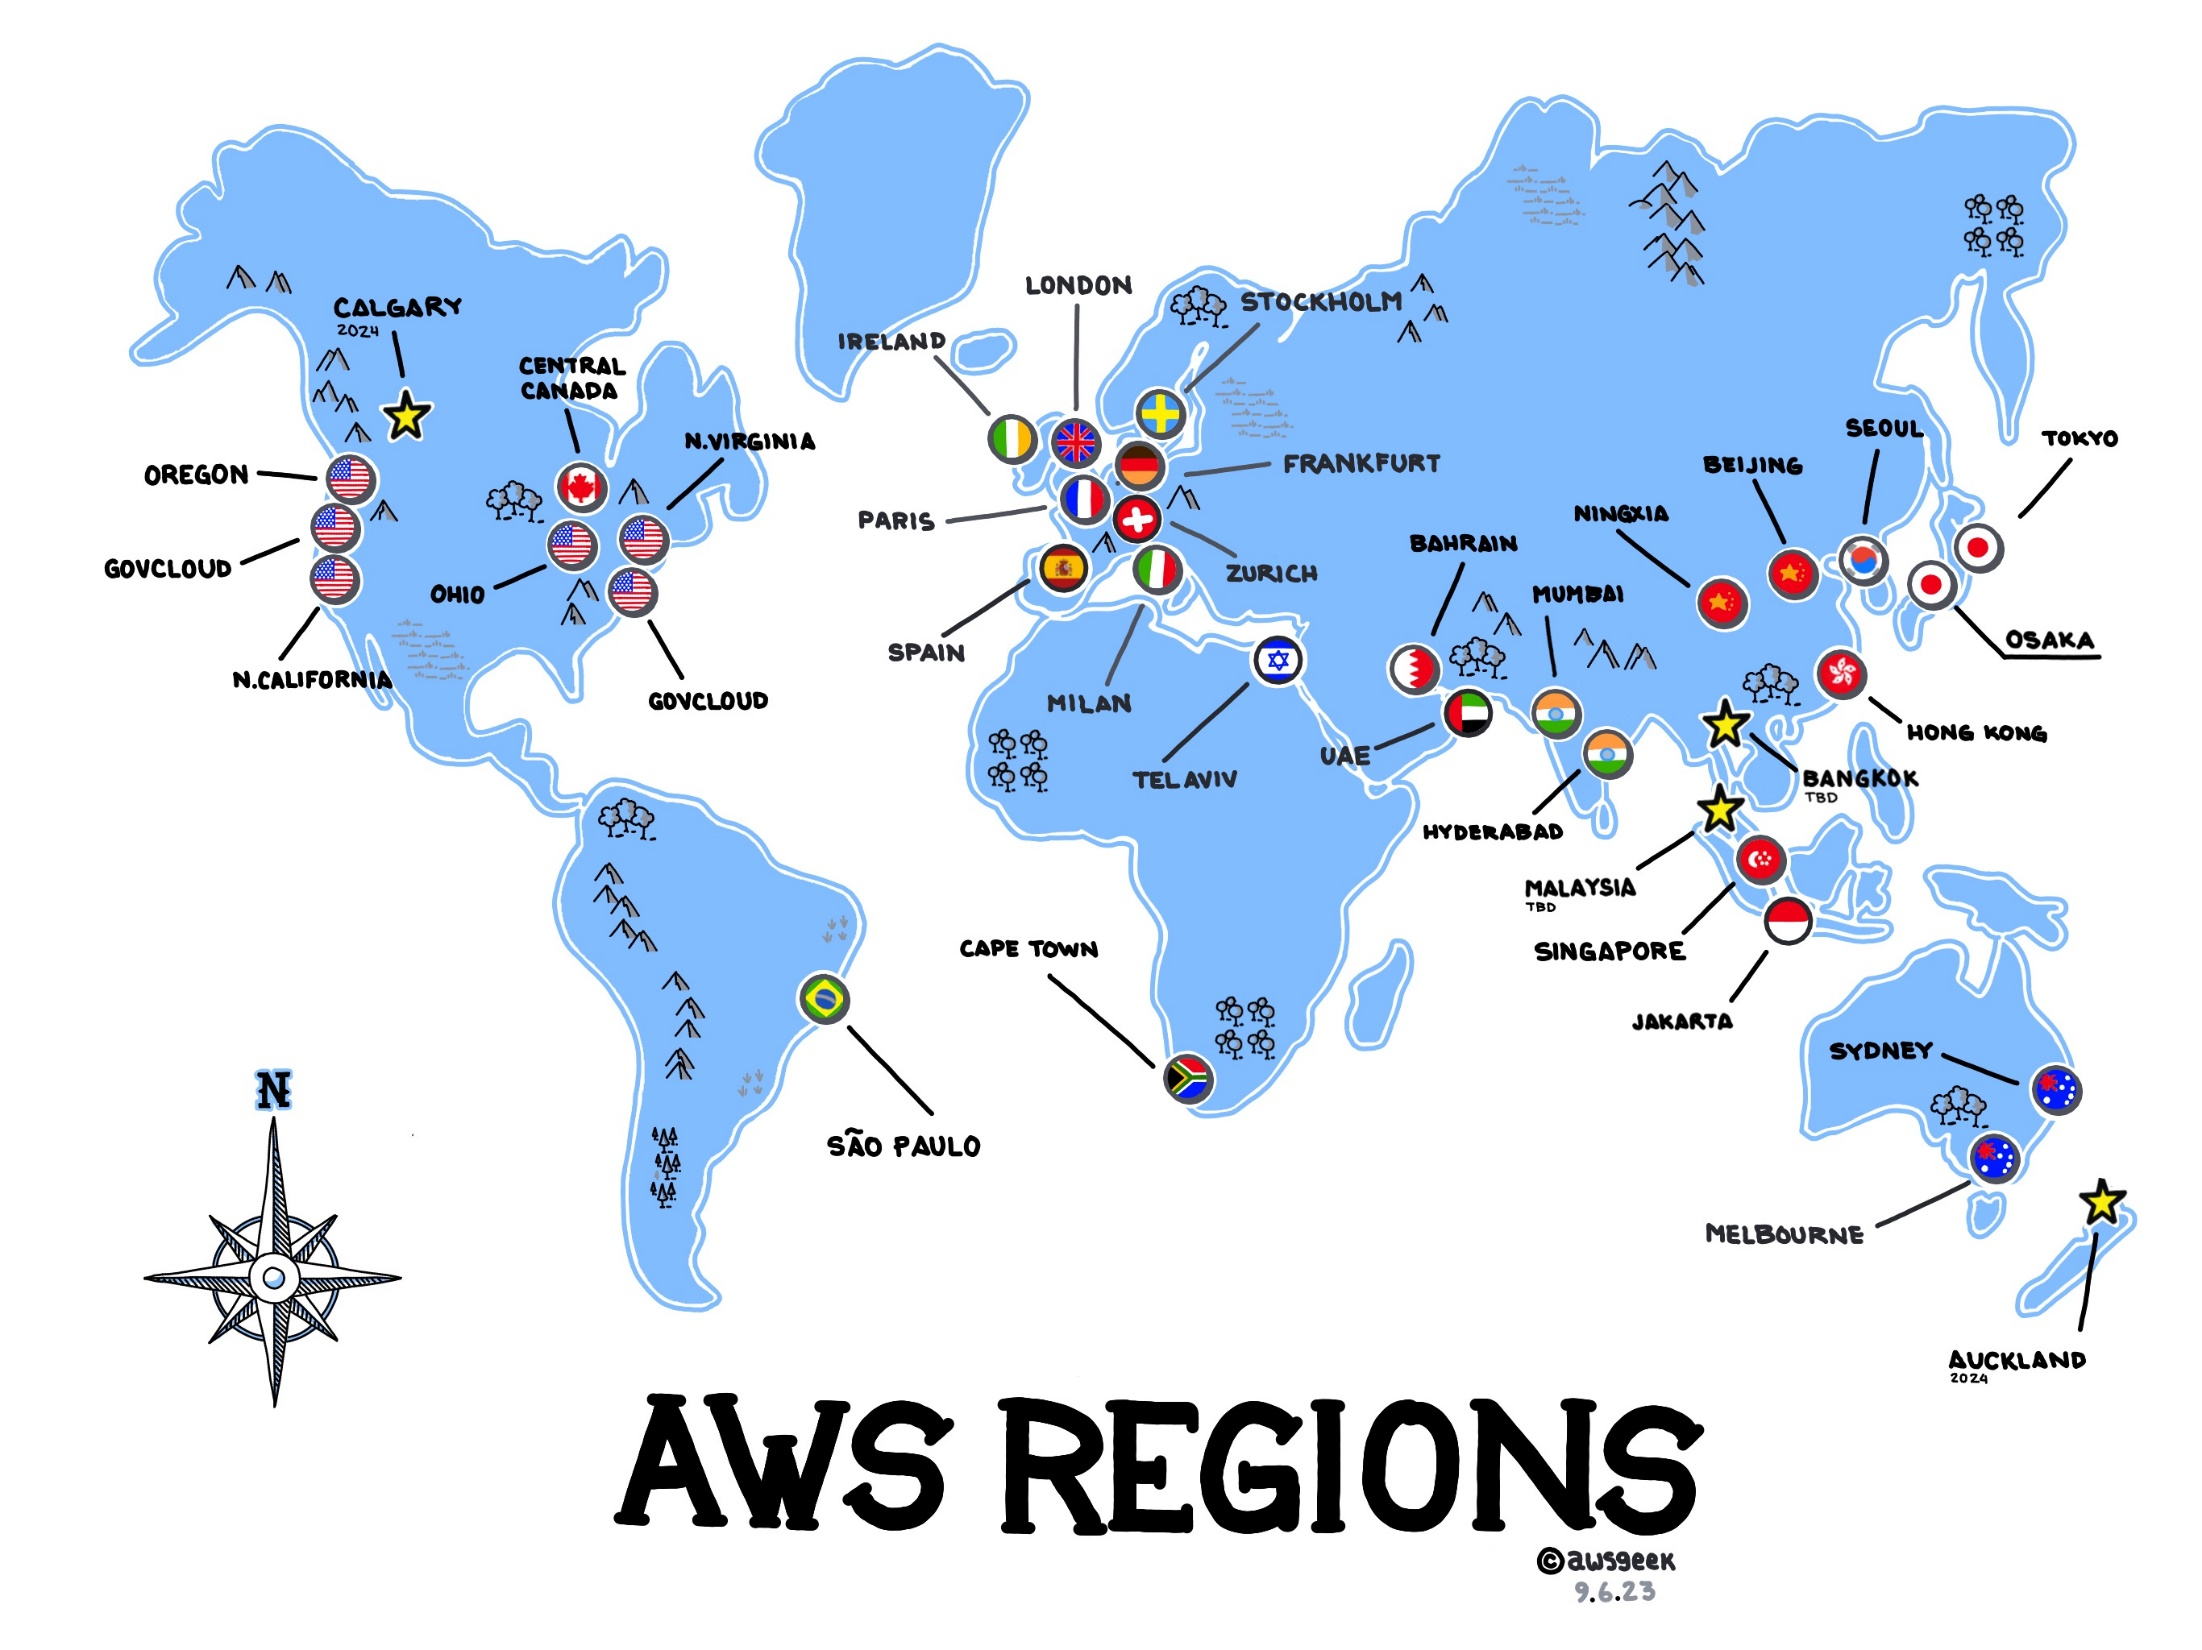 LONDON
STOCKHOLM
CALGARY
2024
IRELAND
CENTRAL
CANADA
N.VIRGINIA
SEOUL
TOKYO
OREGON
FRANKFURT
BEIJING
PARIS
NINGXIA
GOVCLOUD
BAHRAIN
ZURICH
OHIO
MUMBAI
SPAIN
OSAKA
N.CALIFORNIA
GOVCLOUD
MILAN
HONG KONG
UAE
TEL AVIV
BANGKOK
TBD
HYDERABAD
MALAYSIA
TBD
CAPE TOWN
SINGAPORE
JAKARTA
SYDNEY
N
SÃO PAULO
MELBOURNE
AUCKLAND
2024
AWS REGIONS
©awsgeek
9.6.23